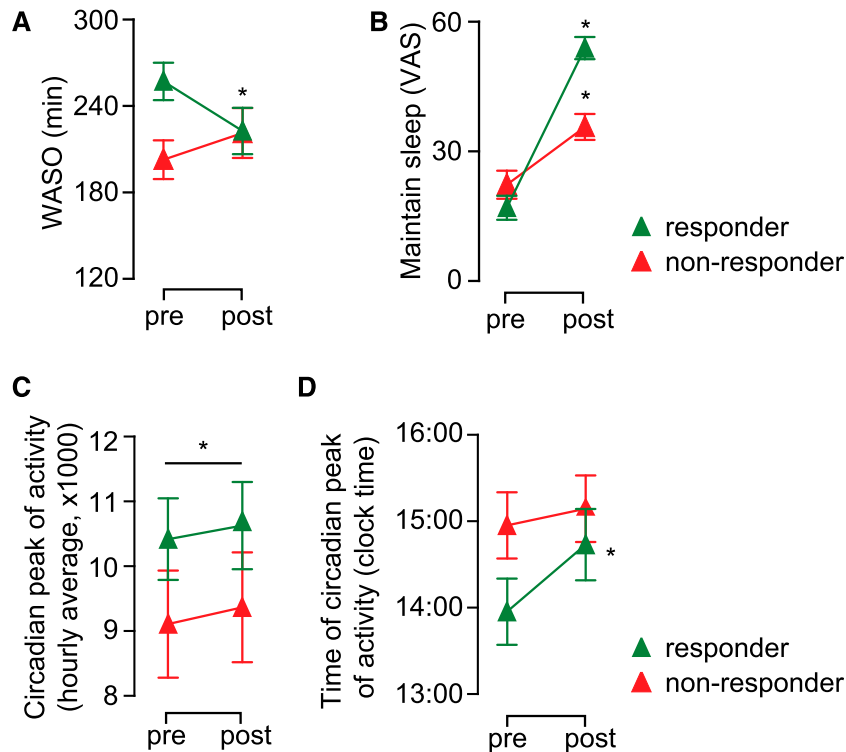 A
300
240
180
120
WASO (min)
*
pre
post
B
60
30
0
Maintain sleep (VAS)
*
*
pre
post
responder
non-responder
C
12
11
10
9
8
Circadian peak of activity
(hourly average, x1000)
*
pre
post
D
16:00
15:00
14:00
13:00
Time of circadian peak
of activity (clock time)
*
pre
post
responder
non-responder